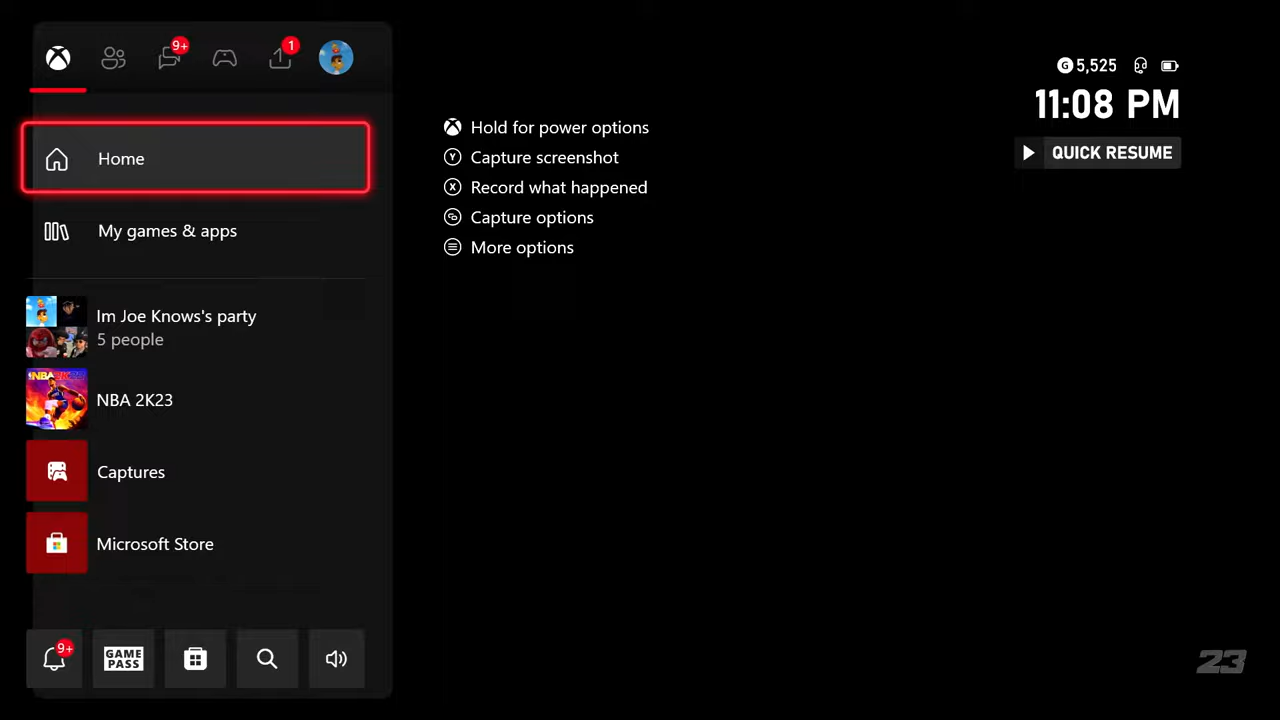 9+
1
Home
My games & apps
Im Joe Knows's party
5 people
NBA 2K23
NBA 2K23
Captures
Microsoft Store
9+
GAME
PASS
Hold for power options
Y Capture screenshot
X Record what happened
Capture options
More options
G 5,525
11:08 PM
QUICK RESUME
23